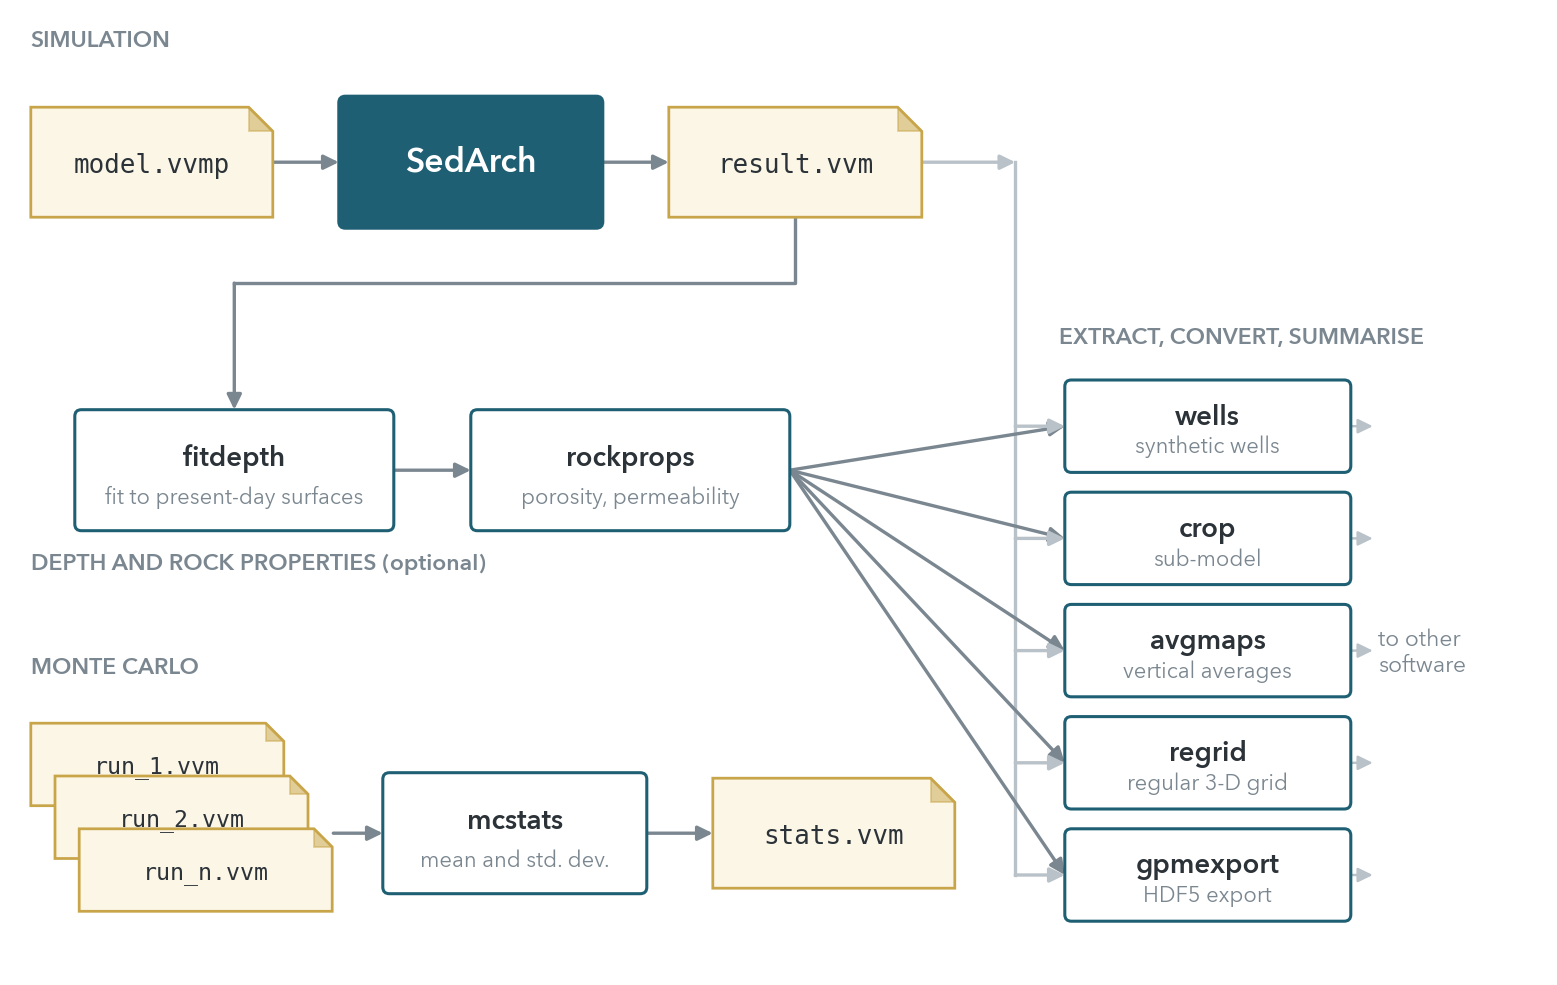 SIMULATION
model.vvmp
SedArch
result.vvm
EXTRACT, CONVERT, SUMMARISE
fitdepth
fit to present-day surfaces
rockprops
porosity, permeability
DEPTH AND ROCK PROPERTIES (optional)
wells
synthetic wells
crop
sub-model
avgmaps
vertical averages
to other
software
regrid
regular 3-D grid
gpmexport
HDF5 export
MONTE CARLO
run_1.vvm
run_2.vvm
run_n.vvm
mcstats
mean and std. dev.
stats.vvm